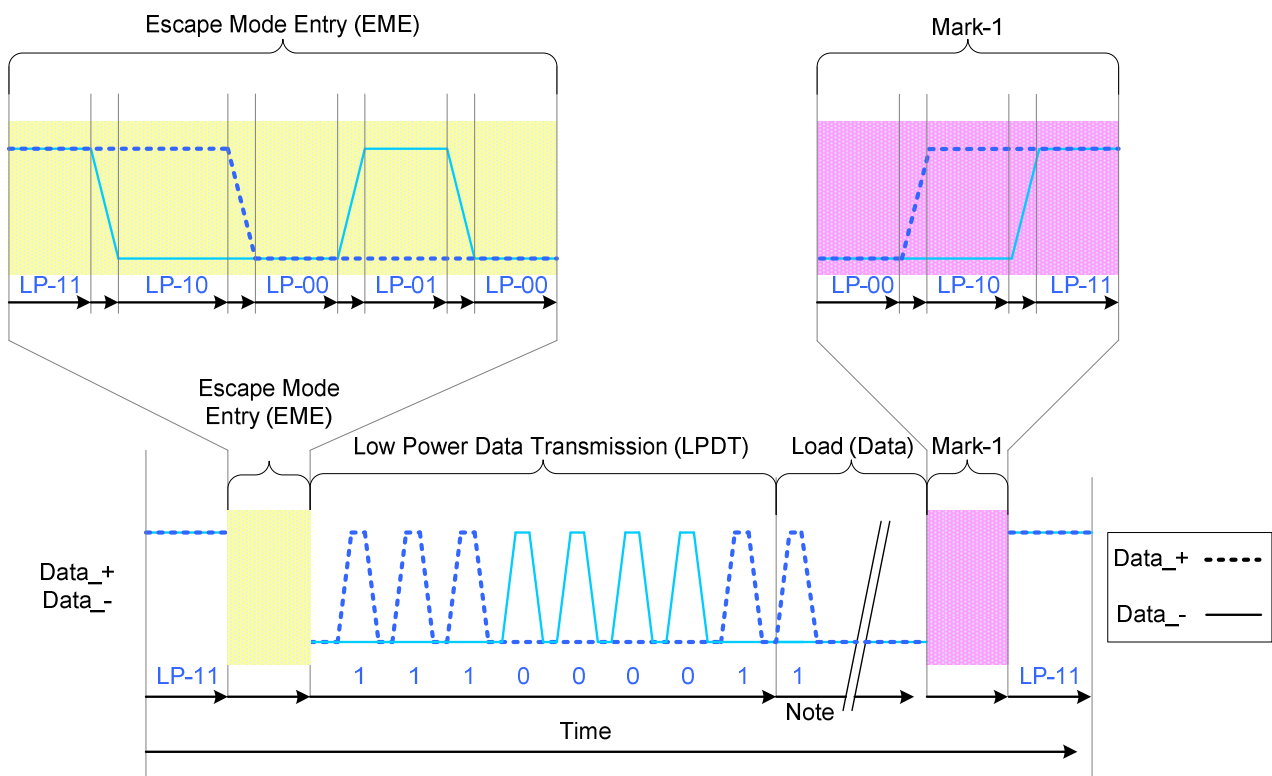 Escape Mode Entry (EME)
Mark-1
LP-11 LP-10 LP-00 LP-01 LP-00
LP-00 LP-10 LP-11
Escape Mode
Entry (EME)
Low Power Data Transmission (LPDT)
Load (Data)
Mark-1
Data_+
Data_-
Data_+
Data_-
LP-11
1 1 1 0 0 0 0 1 1
LP-11
Note
Time